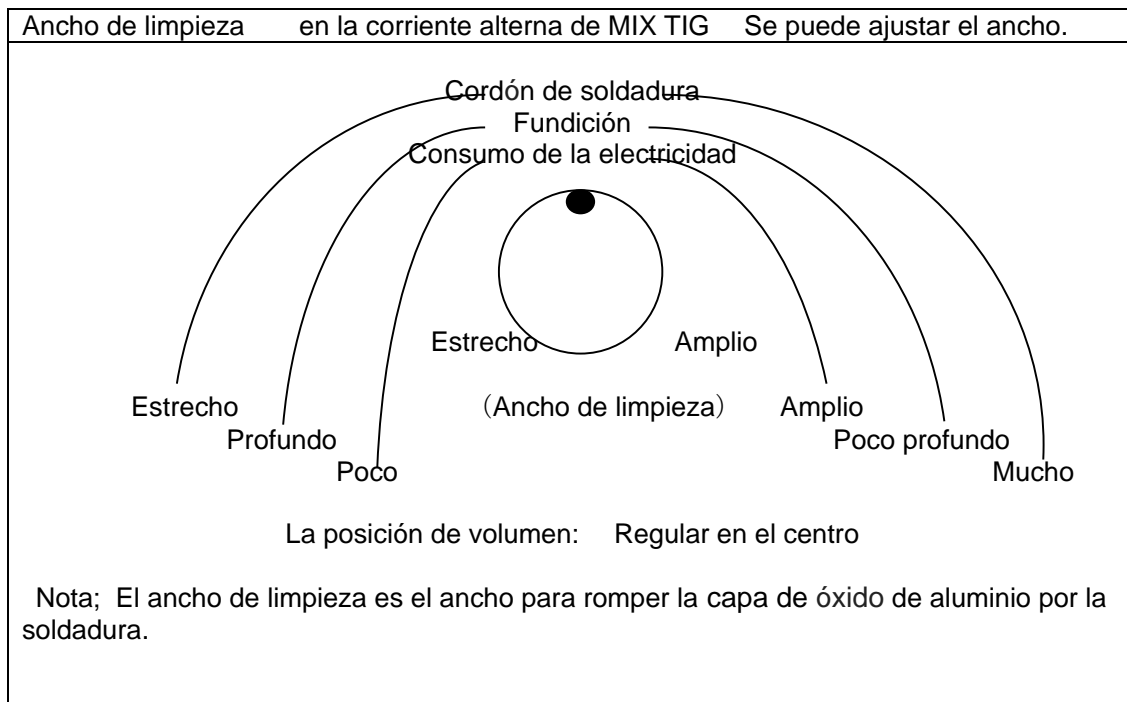 Ancho de limpieza en la corriente alterna de MIX TIG Se puede ajustar el ancho.
Cordón de soldadura
Fundición
Consumo de la electricidad
Estrecho Amplio
Estrecho （Ancho de limpieza） Amplio
Profundo Poco profundo
Poco Mucho
La posición de volumen: Regular en el centro
Nota; El ancho de limpieza es el ancho para romper la capa de óxido de aluminio por la
soldadura.